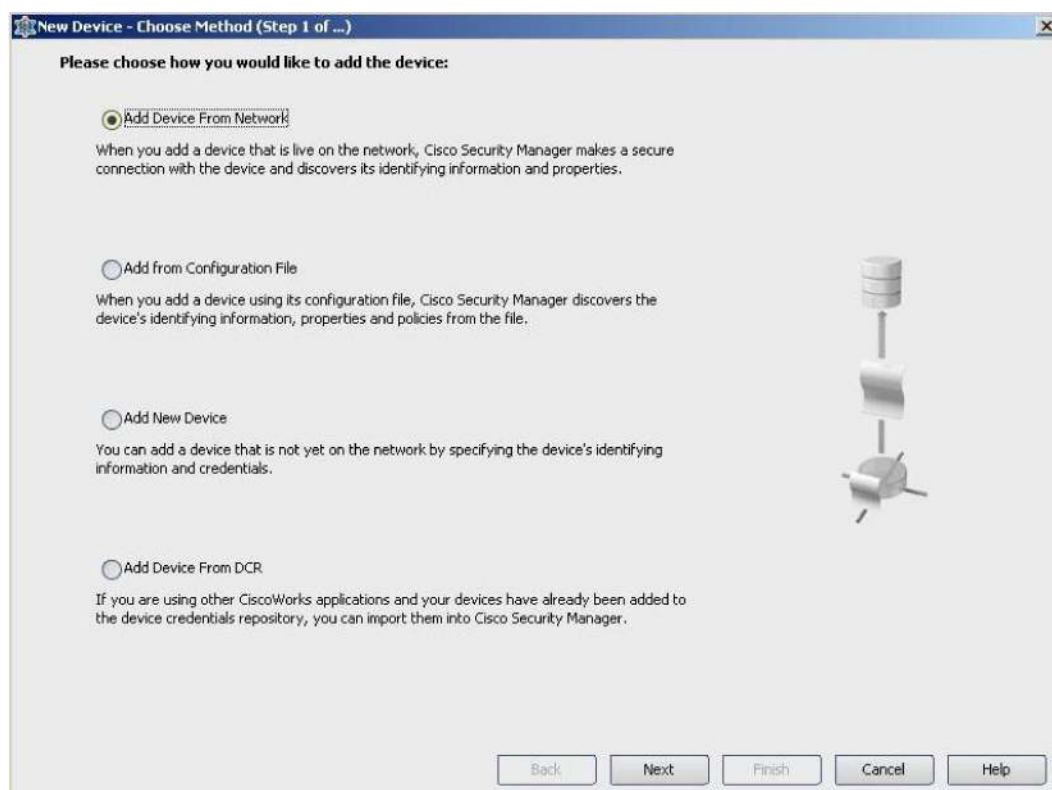 New Device - Choose Method (Step 1 of ...)
Please choose how you would like to add the device:
Add Device From Network
When you add a device that is live on the network, Cisco Security Manager makes a secure
connection with the device and discovers its identifying information and properties.
Add from Configuration File
When you add a device using its configuration file, Cisco Security Manager discovers the
device's identifying information, properties and policies from the file.
Add New Device
You can add a device that is not yet on the network by specifying the device's identifying
information and credentials.
Add Device From DCR
If you are using other CiscoWorks applications and your devices have already been added to
the device credentials repository, you can import them into Cisco Security Manager.
Back Next Finish Cancel Help